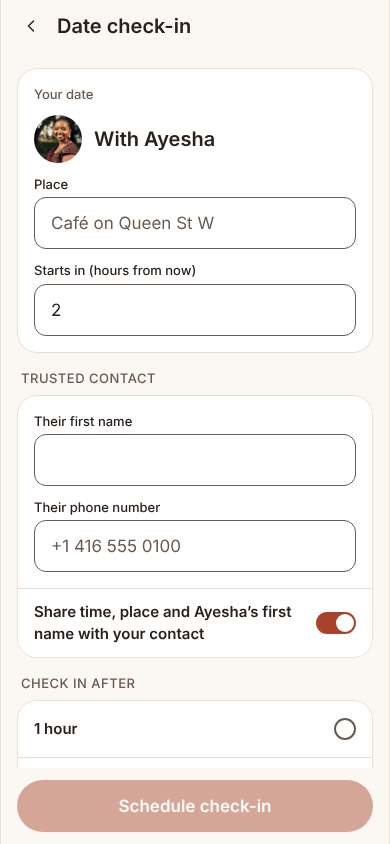 Date check-in
Your date
With Ayesha
Place
Café on Queen St W
Starts in (hours from now)
2
TRUSTED CONTACT
Their first name
Their phone number
+1 416 555 0100
Share time, place and Ayesha’s first
name with your contact
CHECK IN AFTER
1 hour
Schedule check-in